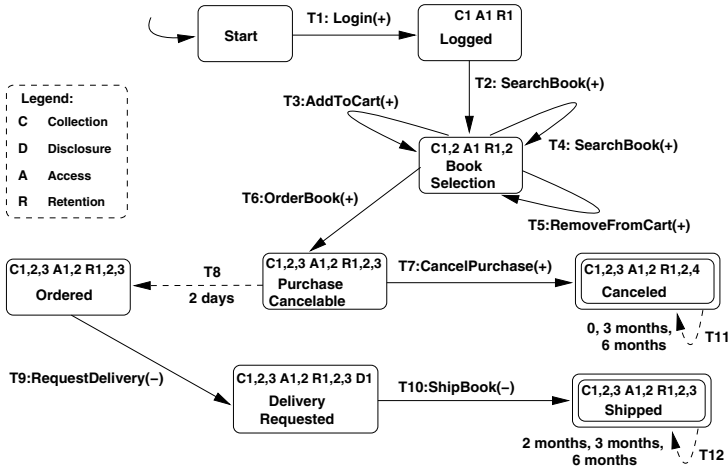 T1: Login(+)
C1 A1 R1
Start
Logged
T2: SearchBook(+)
Legend:
C Collection
D Disclosure
A Access
R Retention
T3:AddToCart(+)
C1,2 A1 R1,2
Book
Selection
T4: SearchBook(+)
T6:OrderBook(+)
T5:RemoveFromCart(+)
C1,2,3 A1,2 R1,2,3
Ordered
T8
2 days
C1,2,3 A1,2 R1,2,3
Purchase
Cancelable
T7:CancelPurchase(+)
C1,2,3 A1,2 R1,2,4
Canceled
0, 3 months,
6 months
T11
T9:RequestDelivery(−)
C1,2,3 A1,2 R1,2,3 D1
Delivery
Requested
T10:ShipBook(−)
C1,2,3 A1,2 R1,2,3
Shipped
2 months, 3 months,
6 months
T12